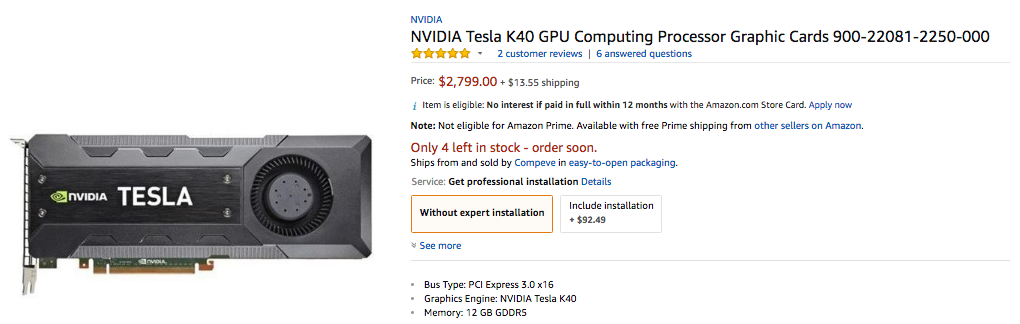 NVIDIA
NVIDIA Tesla K40 GPU Computing Processor Graphic Cards 900-22081-2250-000
2 customer reviews | 6 answered questions
Price: $2,799.00 + $13.55 shipping
i Item is eligible: No interest if paid in full within 12 months with the Amazon.com Store Card. Apply now
Note: Not eligible for Amazon Prime. Available with free Prime shipping from other sellers on Amazon.
Only 4 left in stock - order soon.
Ships from and sold by Compeve in easy-to-open packaging.
Service: Get professional installation Details
Without expert installation
Include installation
+ $92.49
See more
• Bus Type: PCI Express 3.0 x16
• Graphics Engine: NVIDIA Tesla K40
• Memory: 12 GB GDDR5
NVIDIA TESLA
NVIDIA